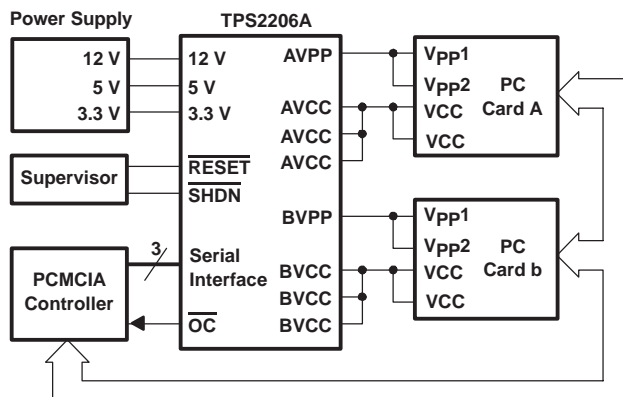 Power Supply
12 V
5 V
3.3 V
Supervisor
PCMCIA
Controller
3
TPS2206A
12 V
5 V
3.3 V
RESET
SHDN
Serial
Interface
OC
AVPP
AVCC
AVCC
AVCC
BVPP
BVCC
BVCC
BVCC
VPP1
VPP2
VCC
VCC
PC
Card A
VPP1
VPP2
VCC
VCC
PC
Card b